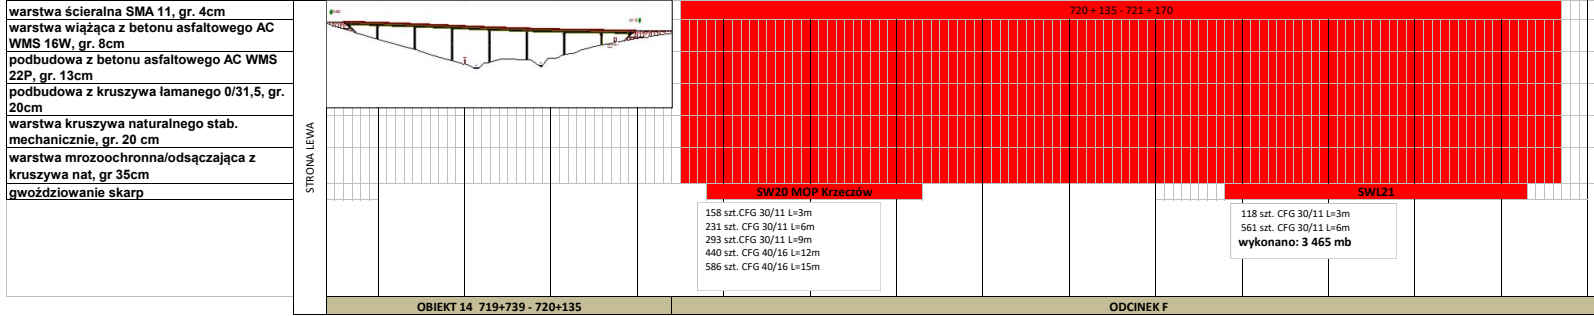 warstwa ścieralna SMA 11, gr. 4cm
warstwa wiążąca z betonu asfaltowego AC
WMS 16W, gr. 8cm
podbudowa z betonu asfaltowego AC WMS
22P, gr. 13cm
podbudowa z kruszywa łamanego 0/31,5, gr.
20cm
warstwa kruszywa naturalnego stab.
mechanicznie, gr. 20 cm
warstwa mrozoochronna/odsączająca z
kruszywa nat, gr 35cm
gwoździowanie skarp
STRONA LEWA
720 + 135 - 721 + 170
SW20 MOP Krzeczów
SWL21
158 szt.CFG 30/11 L=3m
231 szt. CFG 30/11 L=6m
293 szt.CFG 30/11 L=9m
440 szt. CFG 40/16 L=12m
586 szt. CFG 40/16 L=15m
118 szt. CFG 30/11 L=3m
561 szt. CFG 30/11 L=6m
wykonano: 3 465 mb
OBIEKT 14 719+739 - 720+135
ODCINEK F